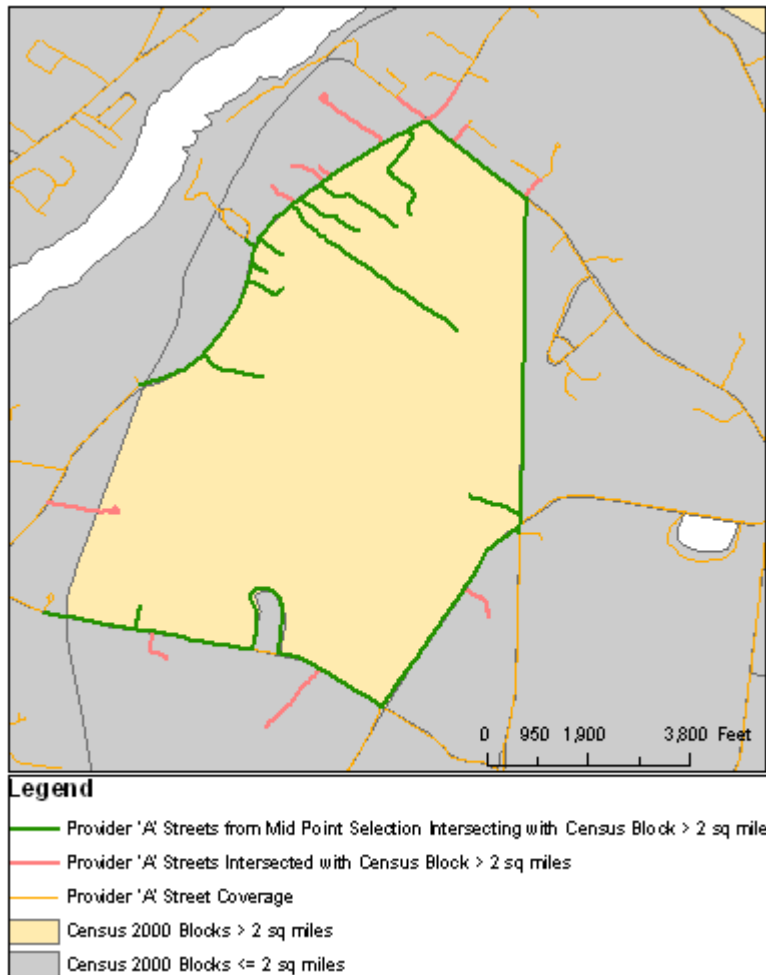 0 950 1,900 3,800 Feet
Legend
Provider 'A' Streets from Mid Point Selection Intersecting with Census Block > 2 sq mile
Provider 'A' Streets Intersected with Census Block > 2 sq miles
Provider 'A' Street Coverage
Census 2000 Blocks > 2 sq miles
Census 2000 Blocks <= 2 sq miles